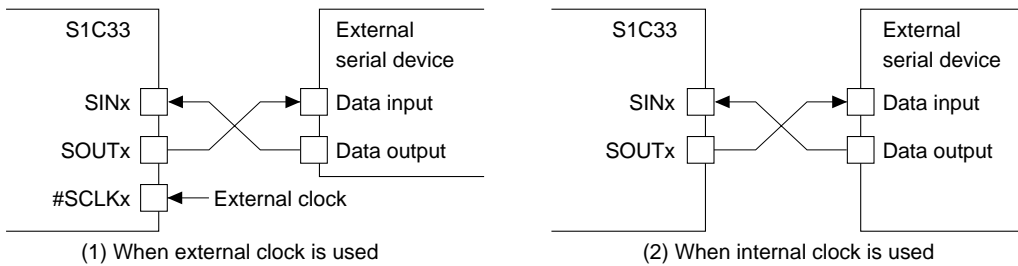 S1C33
External
serial device
SINx
Data input
SOUTx
Data output
#SCLKx
External clock
(1) When external clock is used
S1C33
External
serial device
SINx
Data input
SOUTx
Data output
(2) When internal clock is used